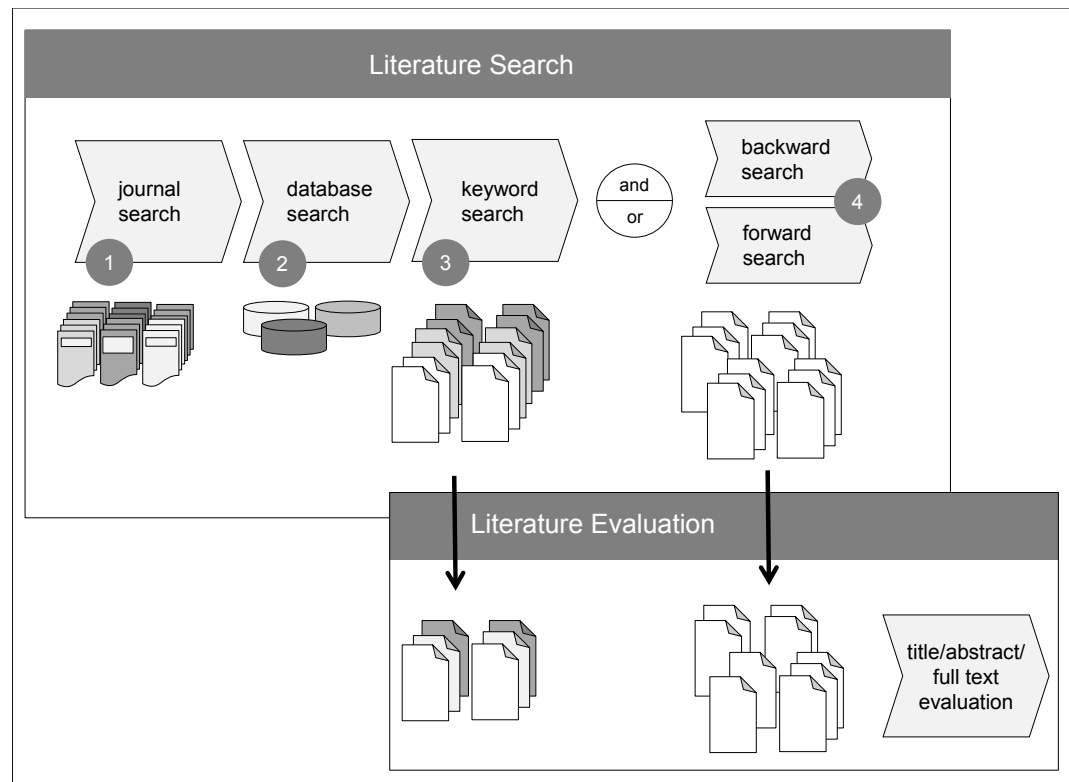 Literature Search
journal
search
1
database
search
2
keyword
search
3
and
or
backward
search
forward
search
4
Literature Evaluation
title/abstract/
full text
evaluation